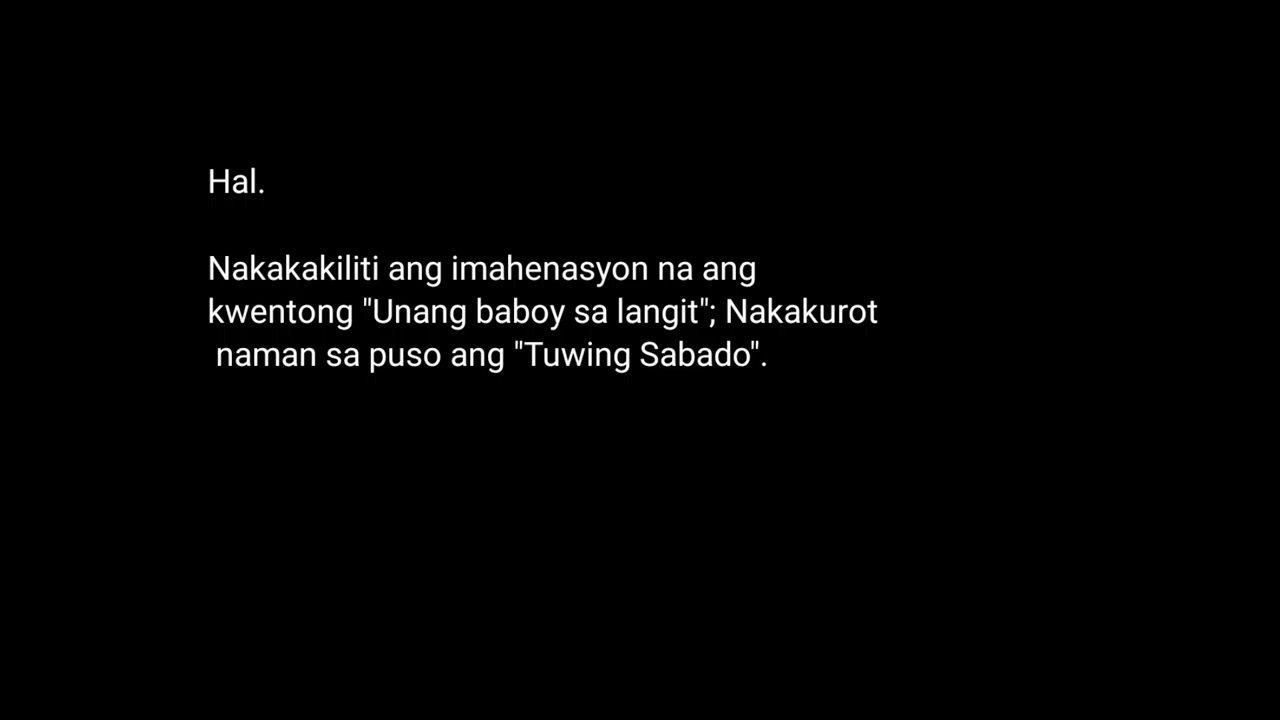 Hal.
Nakakakiliti ang imahenasyon na ang
kwentong "Unang baboy sa langit"; Nakakurot
naman sa puso ang "Tuwing Sabado".